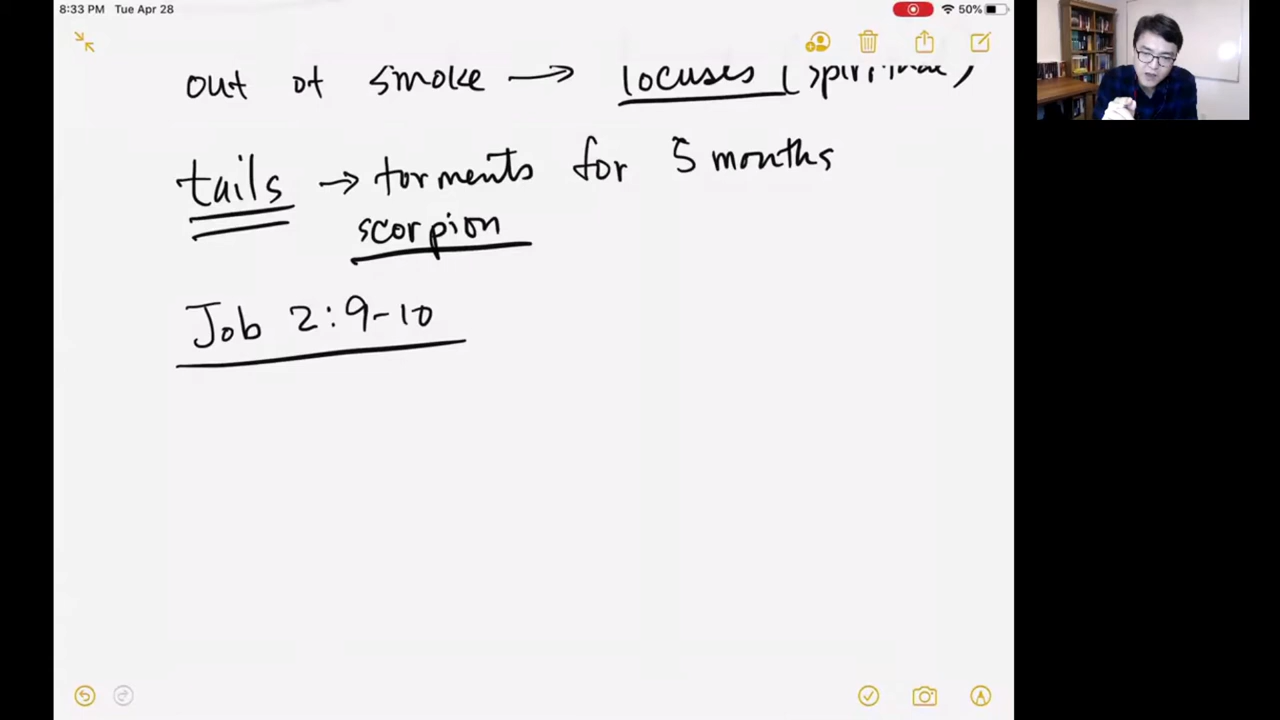 8:33 PM Tue Apr 28 50%
out of smoke → locuses (spiritual)
tails → torments for 5 months
scorpion
Job 2:9-10